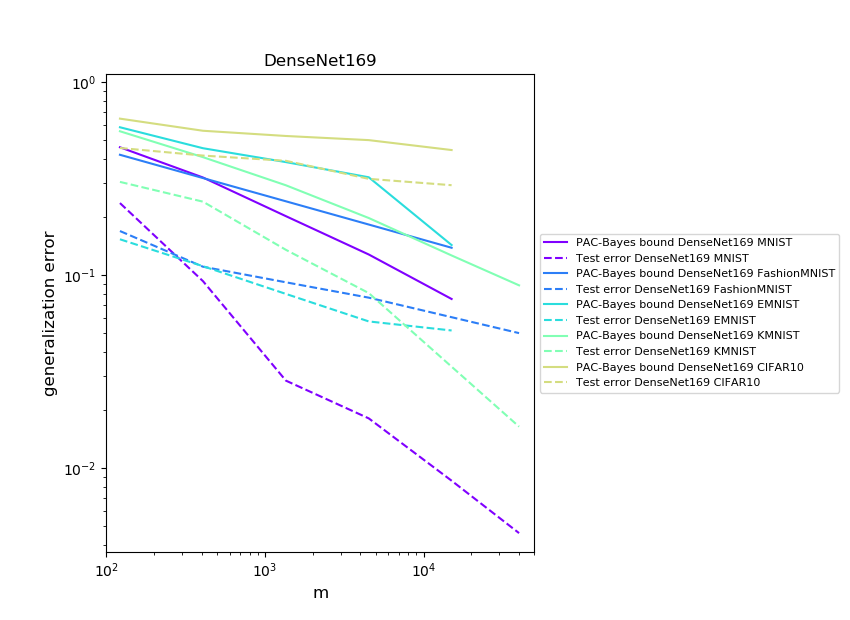 DenseNet169
10⁰
10⁻¹
10⁻²
generalization error
10²
10³
10⁴
m
PAC-Bayes bound DenseNet169 MNIST
Test error DenseNet169 MNIST
PAC-Bayes bound DenseNet169 FashionMNIST
Test error DenseNet169 FashionMNIST
PAC-Bayes bound DenseNet169 EMNIST
Test error DenseNet169 EMNIST
PAC-Bayes bound DenseNet169 KMNIST
Test error DenseNet169 KMNIST
PAC-Bayes bound DenseNet169 CIFAR10
Test error DenseNet169 CIFAR10